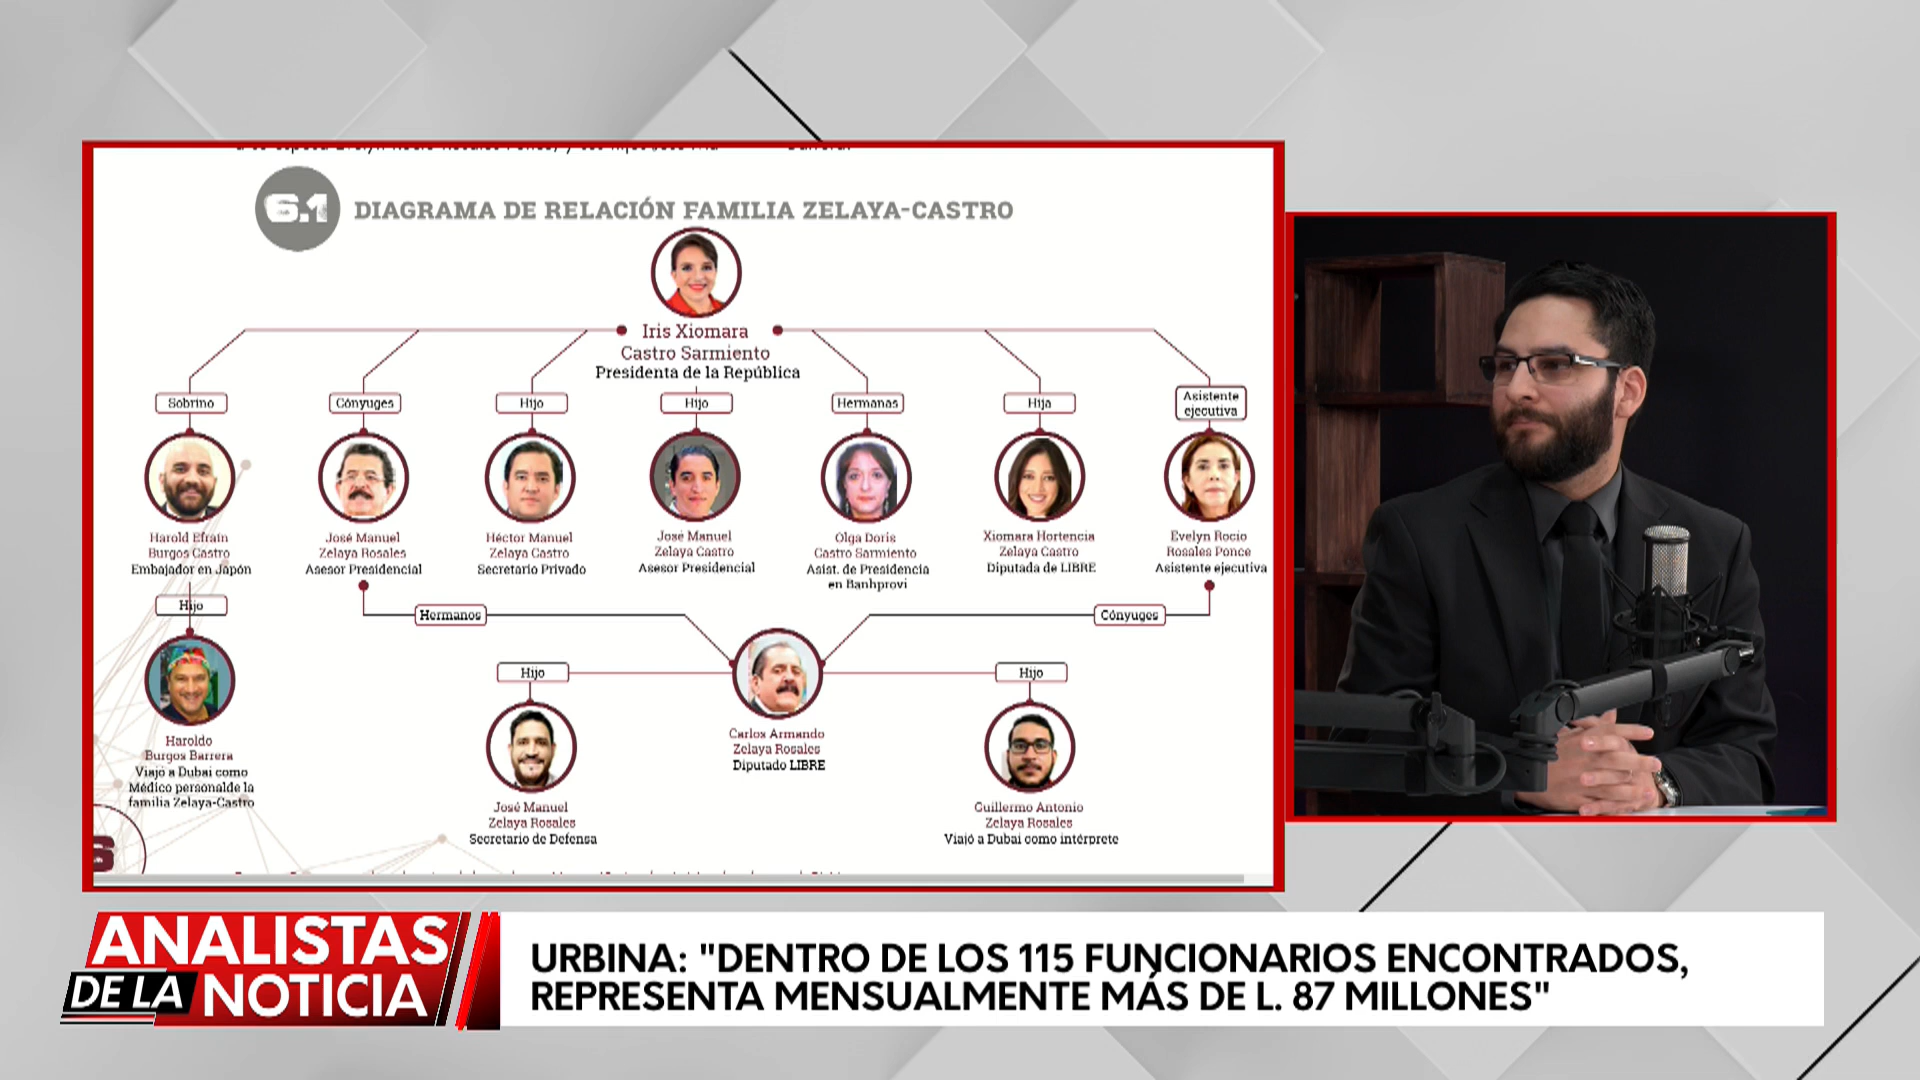 6.1
DIAGRAMA DE RELACIÓN FAMILIA ZELAYA-CASTRO
Iris Xiomara
Castro Sarmiento
Presidenta de la República
Sobrino
Cónyuges
Hijo
Hijo
Hermanas
Hija
Asistente
ejecutiva
Harold Efraín
Burgos Castro
Embajador en Japón
José Manuel
Zelaya Rosales
Asesor Presidencial
Héctor Manuel
Zelaya Castro
Secretario Privado
José Manuel
Zelaya Castro
Asesor Presidencial
Olga Doris
Castro Sarmiento
Asist. de Presidencia
en Banhprovi
Xiomara Hortencia
Zelaya Castro
Diputada de LIBRE
Evelyn Rocío
Rosales Ponce
Asistente ejecutiva
Hijo
Hermanos
Cónyuges
Hijo
Hijo
Haroldo
Burgos Barrera
Viajó a Dubai como
Médico personalde la
familia Zelaya-Castro
Carlos Armando
Zelaya Rosales
Diputado LIBRE
José Manuel
Zelaya Rosales
Secretario de Defensa
Guillermo Antonio
Zelaya Rosales
Viajó a Dubai como intérprete
ANALISTAS
DE LA NOTICIA
URBINA: "DENTRO DE LOS 115 FUNCIONARIOS ENCONTRADOS,
REPRESENTA MENSUALMENTE MÁS DE L. 87 MILLONES"